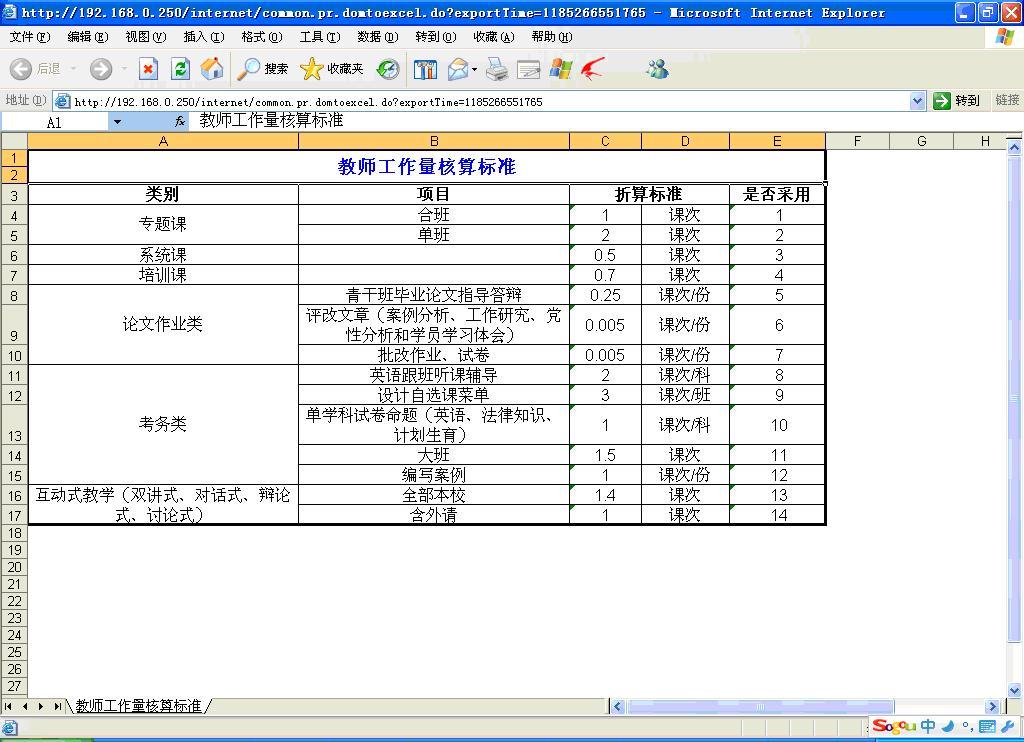 http://192.168.0.250/internet/common.pr.domtoexcel.do?exportTime=1185266551765 - Microsoft Internet Explorer
文件(F) 编辑(E) 视图(V) 插入(I) 格式(O) 工具(T) 数据(D) 转到(G) 收藏(A) 帮助(H)
后退 搜索 收藏夹
地址(D) http://192.168.0.250/internet/common.pr.domtoexcel.do?exportTime=1185266551765 转到 链接
A1 fx 教师工作量核算标准
A B C D E F G H
1
2 教师工作量核算标准
3 类别 项目 折算标准 是否采用
4 专题课 合班 1 课次 1
5 单班 2 课次 2
6 系统课 0.5 课次 3
7 培训课 0.7 课次 4
8 青干班毕业论文指导答辩 0.25 课次/份 5
论文作业类 评改文章（案例分析、工作研究、党
9 性分析和学员学习体会） 0.005 课次/份 6
10 批改作业、试卷 0.005 课次/份 7
11 英语跟班听课辅导 2 课次/科 8
12 设计自选课菜单 3 课次/班 9
考务类 单学科试卷命题（英语、法律知识、
13 计划生育） 1 课次/科 10
14 大班 1.5 课次 11
15 编写案例 1 课次/份 12
16 互动式教学（双讲式、对话式、辩论 全部本校 1.4 课次 13
17 式、讨论式） 含外请 1 课次 14
18
19
20
21
22
23
24
25
26
27
教师工作量核算标准
Sogou 中